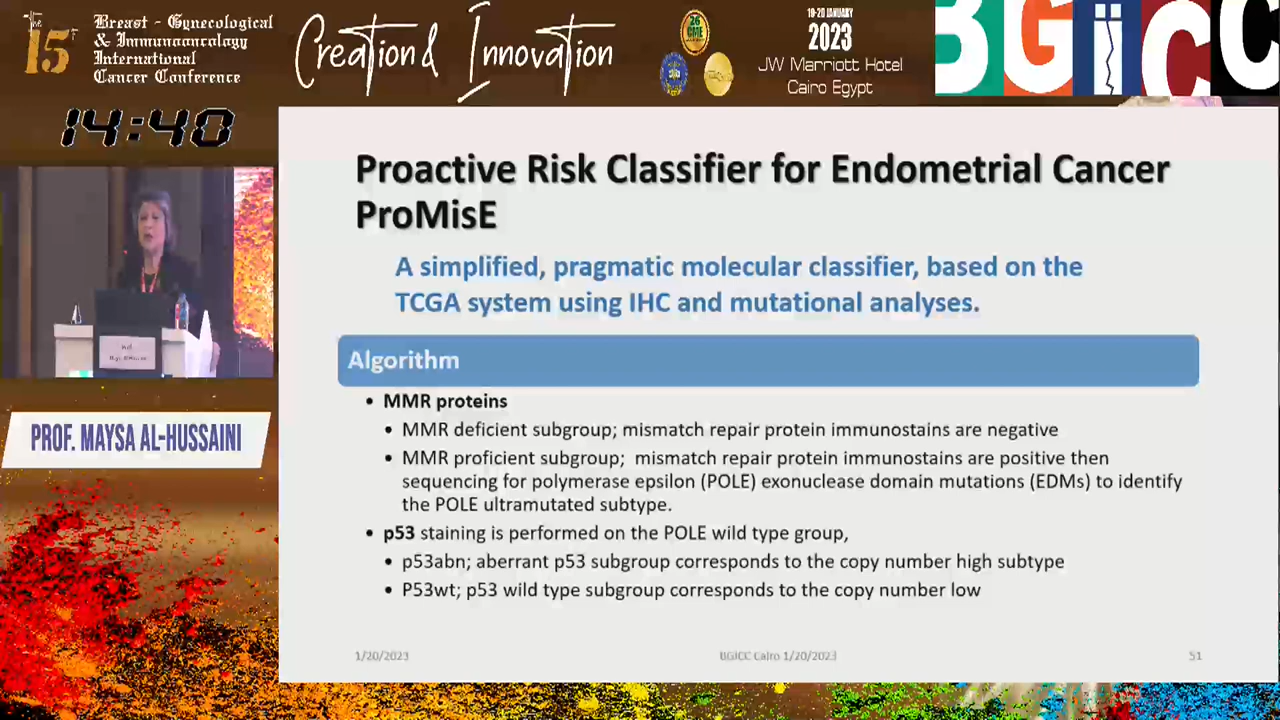 The 15th
Breast - Gynecological
& Immunooncology
International
Cancer Conference
Creation & Innovation
26
CME
18-20 JANUARY
2023
JW Marriott Hotel
Cairo Egypt
BGICC
14:40
PROF. MAYSA AL-HUSSAINI
Proactive Risk Classifier for Endometrial Cancer
ProMisE
A simplified, pragmatic molecular classifier, based on the
TCGA system using IHC and mutational analyses.
Algorithm
• MMR proteins
• MMR deficient subgroup; mismatch repair protein immunostains are negative
• MMR proficient subgroup; mismatch repair protein immunostains are positive then
sequencing for polymerase epsilon (POLE) exonuclease domain mutations (EDMs) to identify
the POLE ultramutated subtype.
• p53 staining is performed on the POLE wild type group,
• p53abn; aberrant p53 subgroup corresponds to the copy number high subtype
• P53wt; p53 wild type subgroup corresponds to the copy number low
1/20/2023
BGICC Cairo 1/20/2023
51